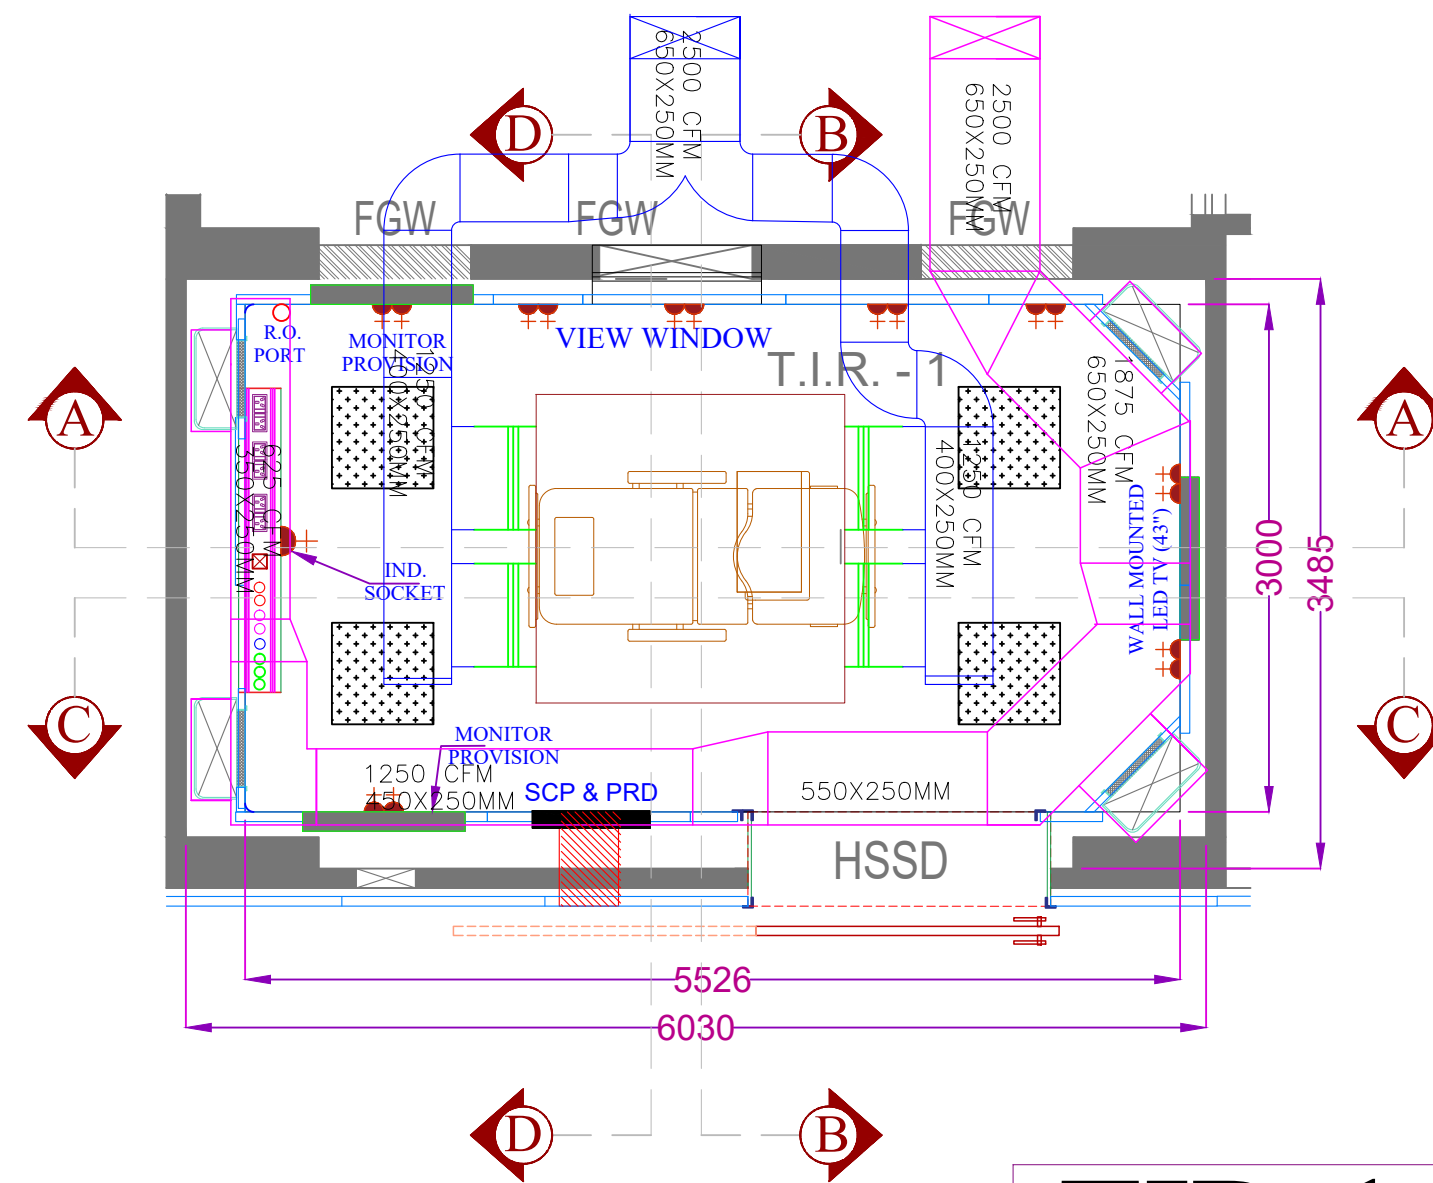 2500 CFM
650X250MM
2500 CFM
650X250MM
D
B
FGW
FGW
FGW
R.O.
PORT
MONITOR
PROVISION
VIEW WINDOW
T.I.R. - 1
1250 CFM
400X250MM
1875 CFM
650X250MM
A
A
625 CFM
350X250MM
1250 CFM
400X250MM
WALL MOUNTED
LED TV (43")
3000
3485
IND.
SOCKET
C
C
MONITOR
PROVISION
1250 CFM
450X250MM
SCP & PRD
550X250MM
HSSD
5526
6030
D
B